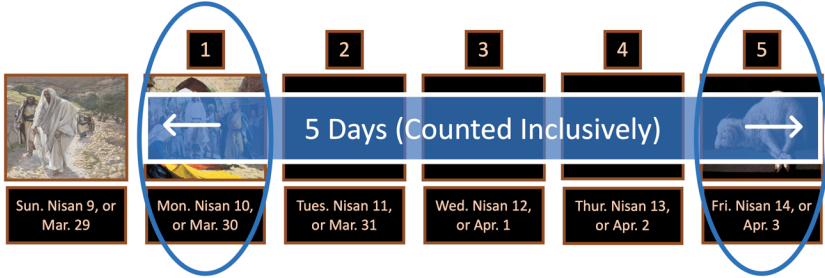 1
2
3
4
5
5 Days (Counted Inclusively)
Sun. Nisan 9, or
Mar. 29
Mon. Nisan 10,
or Mar. 30
Tues. Nisan 11,
or Mar. 31
Wed. Nisan 12,
or Apr. 1
Thur. Nisan 13,
or Apr. 2
Fri. Nisan 14, or
Apr. 3